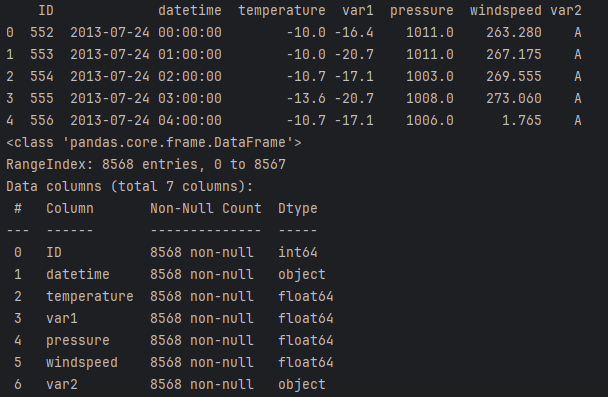 ID             datetime  temperature  var1  pressure  windspeed var2
0  552  2013-07-24 00:00:00        -10.0 -16.4    1011.0    263.280    A
1  553  2013-07-24 01:00:00        -10.0 -20.7    1011.0    267.175    A
2  554  2013-07-24 02:00:00        -10.7 -17.1    1003.0    269.555    A
3  555  2013-07-24 03:00:00        -13.6 -20.7    1008.0    273.060    A
4  556  2013-07-24 04:00:00        -10.7 -17.1    1006.0      1.765    A
<class 'pandas.core.frame.DataFrame'>
RangeIndex: 8568 entries, 0 to 8567
Data columns (total 7 columns):
 #   Column       Non-Null Count  Dtype
---  ------       --------------  -----
 0   ID           8568 non-null   int64
 1   datetime     8568 non-null   object
 2   temperature  8568 non-null   float64
 3   var1         8568 non-null   float64
 4   pressure     8568 non-null   float64
 5   windspeed    8568 non-null   float64
 6   var2         8568 non-null   object